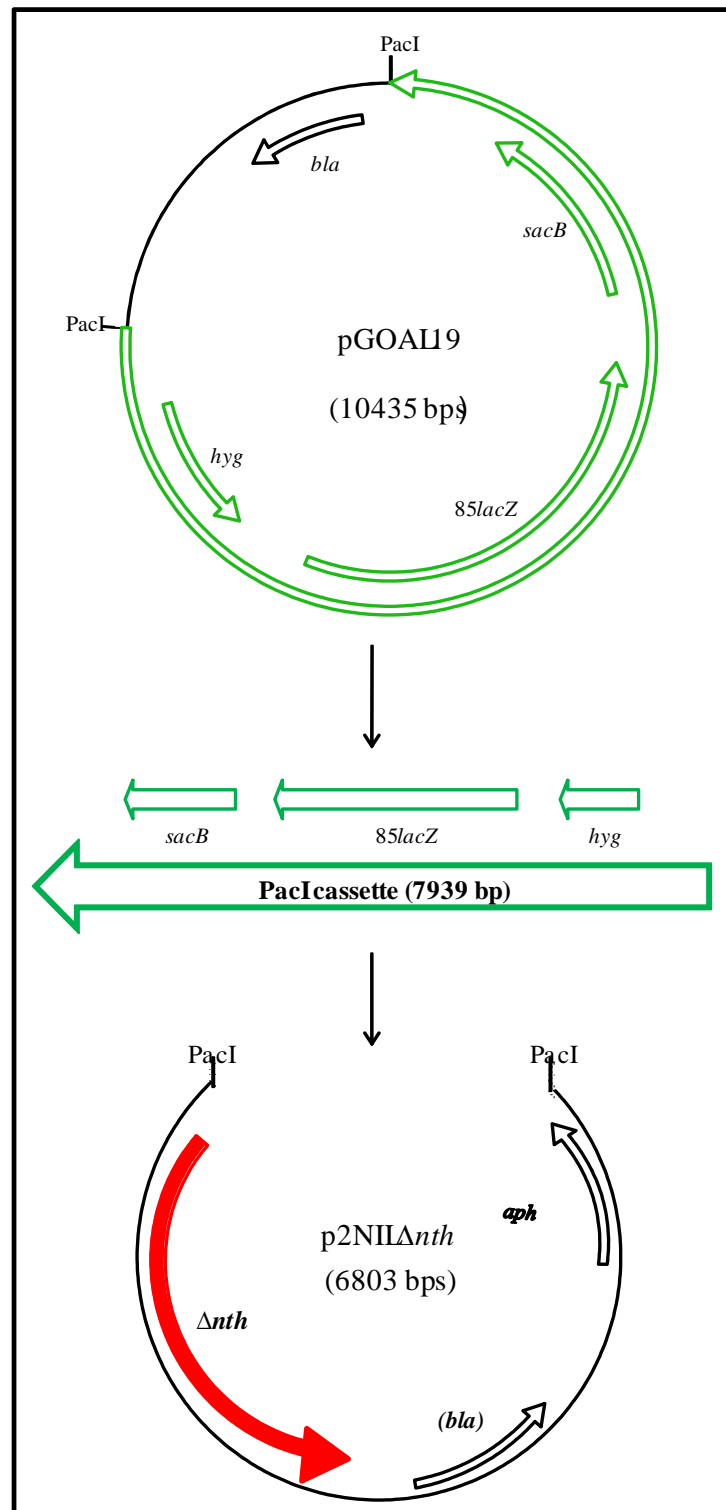 PacI
bla
sacB
PacI
pGOAL19
(10435 bps)
hyg
85lacZ
sacB 85lacZ hyg
PacI cassette (7939 bp)
PacI PacI
aph
p2NILΔnth
(6803 bps)
Δnth
(bla)